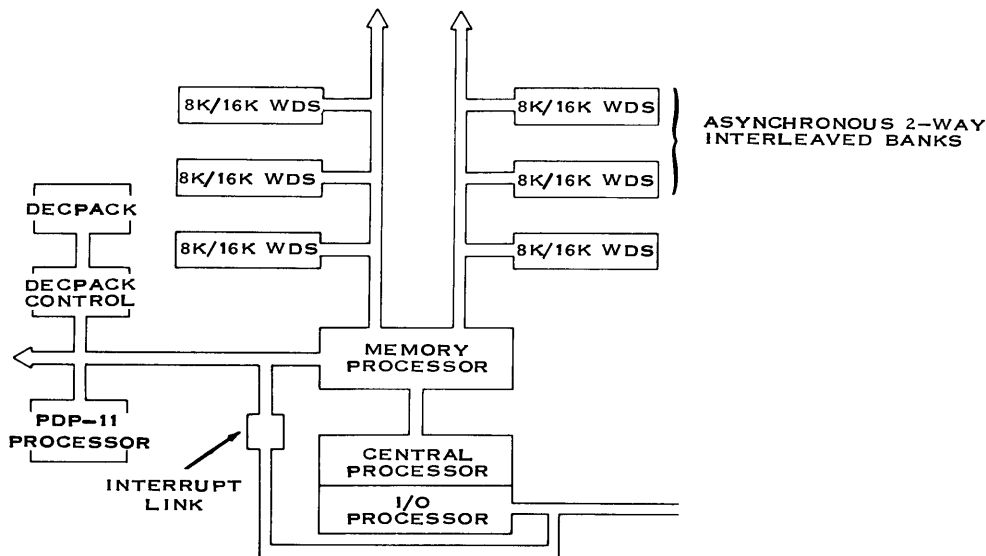 8K/16K WDS
8K/16K WDS
ASYNCHRONOUS 2-WAY
INTERLEAVED BANKS
8K/16K WDS
8K/16K WDS
DECPACK
8K/16K WDS
8K/16K WDS
DECPACK
CONTROL
MEMORY
PROCESSOR
PDP-11
PROCESSOR
INTERRUPT
LINK
CENTRAL
PROCESSOR
I/O
PROCESSOR